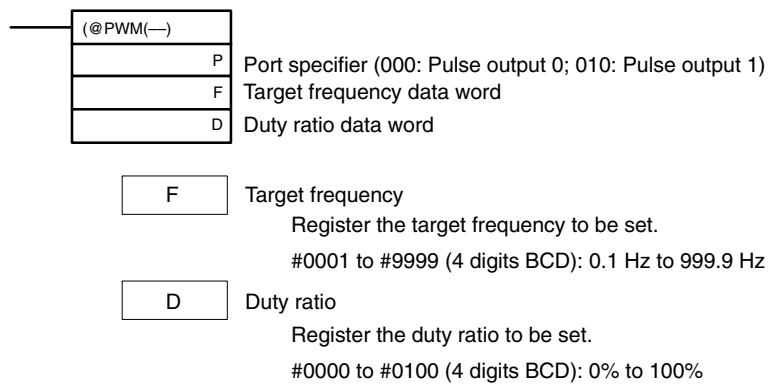 (@PWM(—)
P Port specifier (000: Pulse output 0; 010: Pulse output 1)
F Target frequency data word
D Duty ratio data word
F Target frequency
Register the target frequency to be set.
#0001 to #9999 (4 digits BCD): 0.1 Hz to 999.9 Hz
D Duty ratio
Register the duty ratio to be set.
#0000 to #0100 (4 digits BCD): 0% to 100%